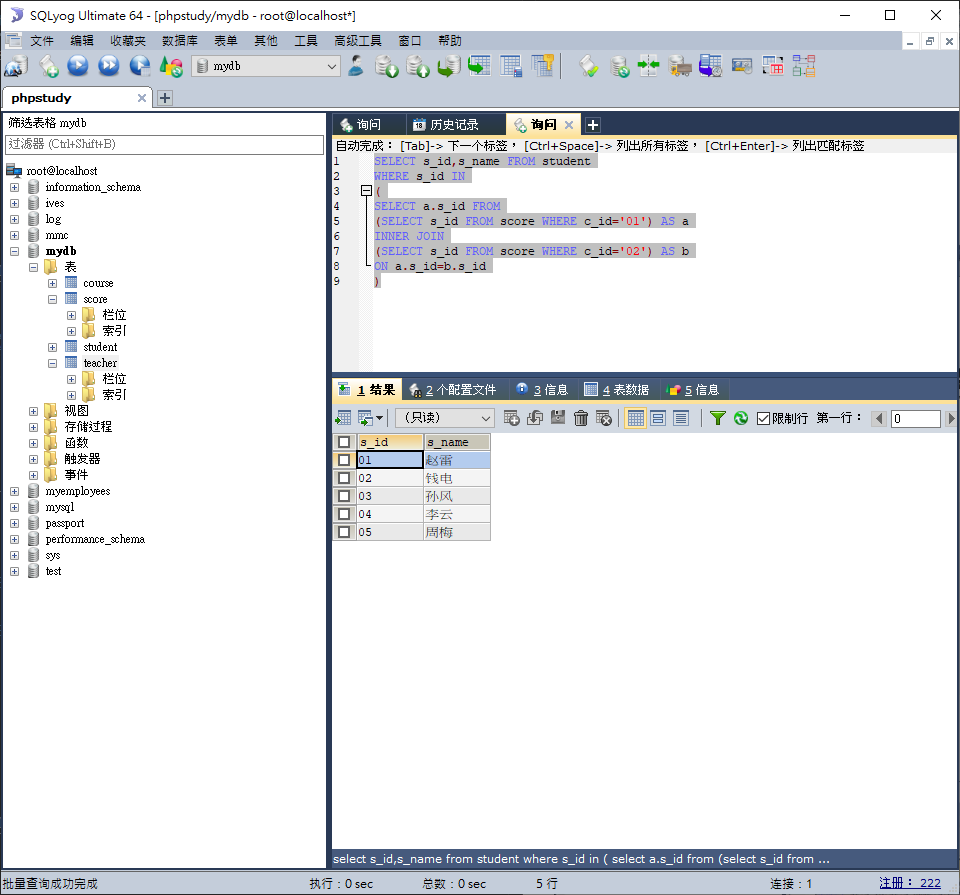 SQLyog Ultimate 64 - [phpstudy/mydb - root@localhost*]
文件 编辑 收藏夹 数据库 表单 其他 工具 高级工具 窗口 帮助
mydb
phpstudy
筛选表格 mydb
过滤器 (Ctrl+Shift+B)
root@localhost
information_schema
ives
log
mmc
mydb
表
course
score
栏位
索引
student
teacher
栏位
索引
视图
存储过程
函数
触发器
事件
myemployees
mysql
passport
performance_schema
sys
test
询问 历史记录 询问
自动完成： [Tab]-> 下一个标签， [Ctrl+Space]-> 列出所有标签， [Ctrl+Enter]-> 列出匹配标签
1 SELECT s_id,s_name FROM student
2 WHERE s_id IN
3 (
4 SELECT a.s_id FROM
5 (SELECT s_id FROM score WHERE c_id='01') AS a
6 INNER JOIN
7 (SELECT s_id FROM score WHERE c_id='02') AS b
8 ON a.s_id=b.s_id
9 )
1 结果 2 个配置文件 3 信息 4 表数据 5 信息
（只读） 限制行 第一行： 0
s_id s_name
01 赵雷
02 钱电
03 孙风
04 李云
05 周梅
select s_id,s_name from student where s_id in ( select a.s_id from (select s_id from ...
批量查询成功完成 执行：0 sec 总数：0 sec 5 行 连接：1 注册： 222